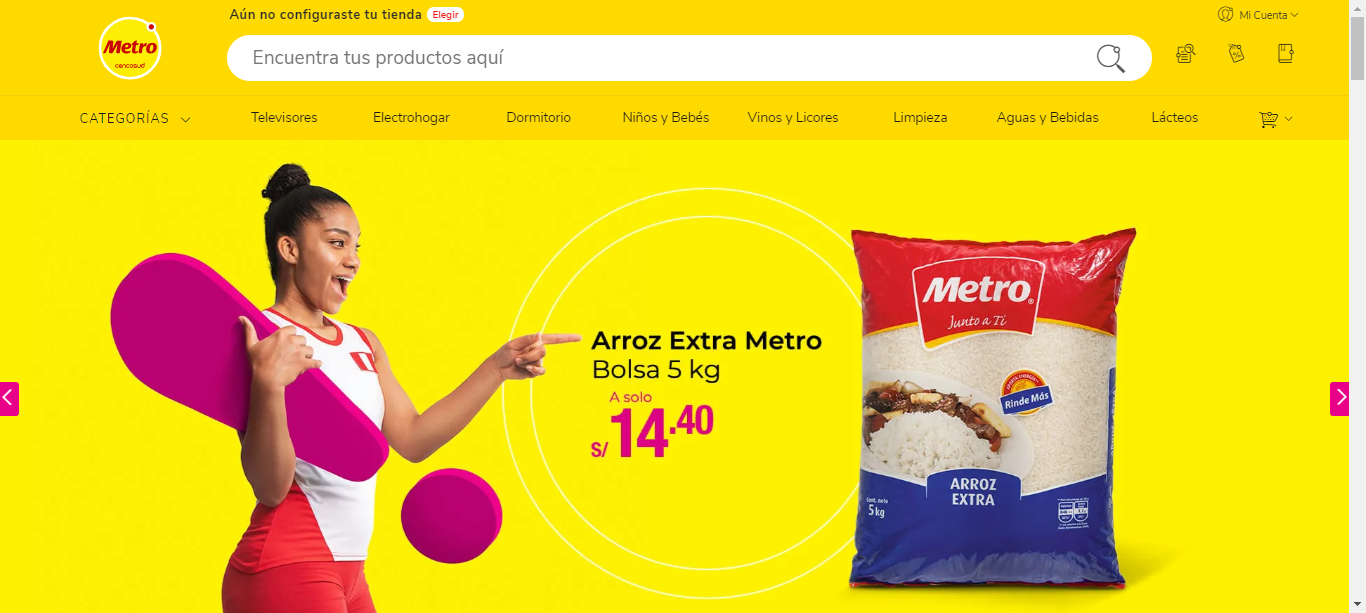 Aún no configuraste tu tienda Elegir
Mi Cuenta
Metro
cencosud
Encuentra tus productos aquí
CATEGORÍAS
Televisores
Electrohogar
Dormitorio
Niños y Bebés
Vinos y Licores
Limpieza
Aguas y Bebidas
Lácteos
Arroz Extra Metro
Bolsa 5 kg
A solo
S/ 14.40
Metro
Junto a Ti
Rinde Más
ARROZ
EXTRA
Cont. neto
5kg